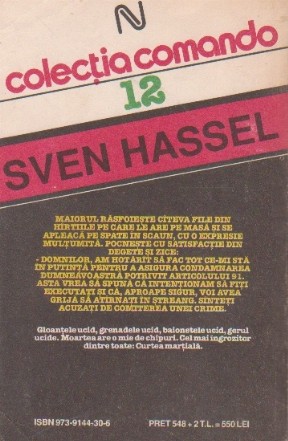 N
colecția comando
12
SVEN HASSEL
MAIORUL RĂSFOIEȘTE CÎTEVA FILE DIN
HÎRTIILE PE CARE LE ARE PE MASĂ ȘI SE
APLEACĂ PE SPATE ÎN SCAUN, CU O EXPRESIE
MULȚUMITĂ. POCNEȘTE CU SATISFACȚIE DIN
DEGETE ȘI ZICE:
- DOMNILOR, AM HOTĂRÎT SĂ FAC TOT CE-MI STĂ
ÎN PUTINȚĂ PENTRU A ASIGURA CONDAMNAREA
DUMNEAVOASTRĂ POTRIVIT ARTICOLULUI 91.
ASTA VREA SĂ SPUNĂ CĂ INTENȚIONAM SĂ FIȚI
EXECUTAȚI ȘI CĂ, APROAPE SIGUR, VOI AVEA
GRIJĂ SĂ ATÎRNAȚI ÎN ȘTREANG. SÎNTEȚI
ACUZAȚI DE COMITEREA UNEI CRIME.
Gloanțele ucid, grenadele ucid, baionetele ucid, gerul
ucide. Moartea are o mie de chipuri. Cel mai îngrozitor
dintre toate: Curtea marțială.
ISBN 973-9144-30-6
PREȚ 548 + 2 T.L. = 550 LEI